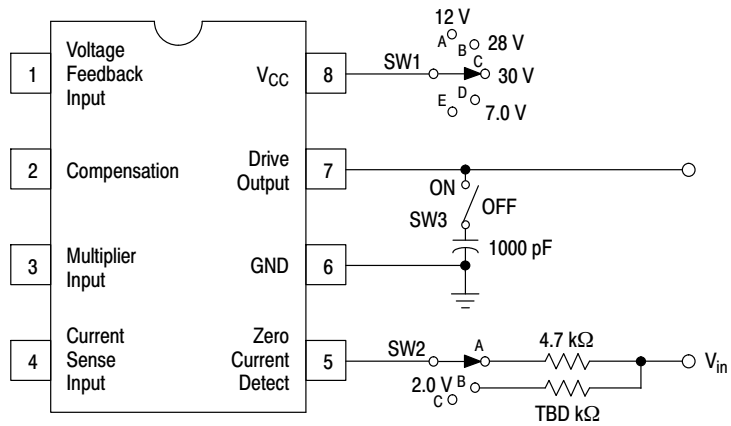 12 V
A
B
28 V
C
30 V
D
E
7.0 V
SW1
1
Voltage
Feedback
Input
VCC
8
2
Compensation
Drive
Output
7
ON
OFF
SW3
1000 pF
3
Multiplier
Input
GND
6
4
Current
Sense
Input
Zero
Current
Detect
5
SW2
A
4.7 kΩ
Vin
2.0 V
B
C
TBD kΩ